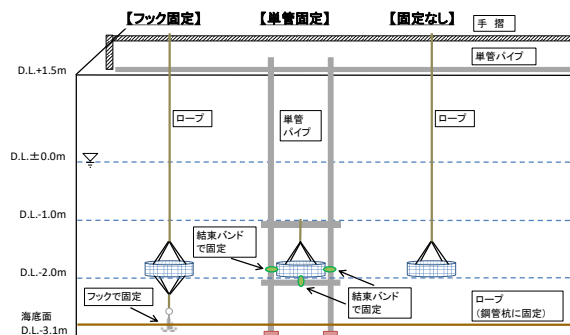 【フック固定】
【単管固定】
【固定なし】
手 摺
D.L.+1.5m
単管パイプ
ロープ
単管
パイプ
ロープ
D.L.±0.0m
D.L.-1.0m
結束バンド
で固定
D.L.-2.0m
フックで固定
結束バンド
で固定
ロープ
(鋼管杭に固定)
海底面
D.L.-3.1m